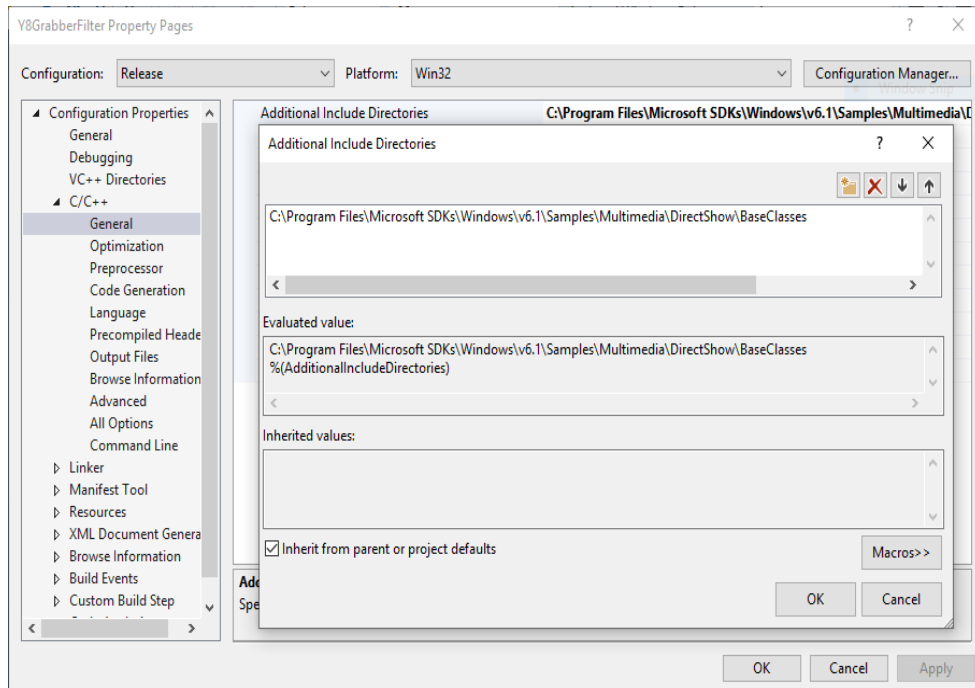 Y8GrabberFilter Property Pages
?
Configuration:
Release
Platform:
Win32
Configuration Manager...
Window Snip
Configuration Properties
General
Debugging
VC++ Directories
C/C++
General
Optimization
Preprocessor
Code Generation
Language
Precompiled Heade
Output Files
Browse Information
Advanced
All Options
Command Line
Linker
Manifest Tool
Resources
XML Document Genera
Browse Information
Build Events
Custom Build Step
Additional Include Directories
C:\Program Files\Microsoft SDKs\Windows\v6.1\Samples\Multimedia\D
Additional Include Directories
?
C:\Program Files\Microsoft SDKs\Windows\v6.1\Samples\Multimedia\DirectShow\BaseClasses
Evaluated value:
C:\Program Files\Microsoft SDKs\Windows\v6.1\Samples\Multimedia\DirectShow\BaseClasses
%(AdditionalIncludeDirectories)
Inherited values:
Inherit from parent or project defaults
Macros>>
OK
Cancel
Add
Spe
OK
Cancel
Apply